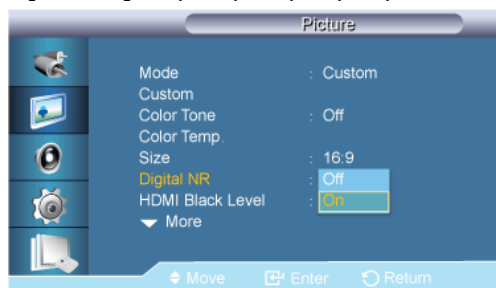 Picture
Mode : Custom
Custom
Color Tone : Off
Color Temp.
Size : 16:9
Digital NR : Off
HDMI Black Level : On
More
Move Enter Return